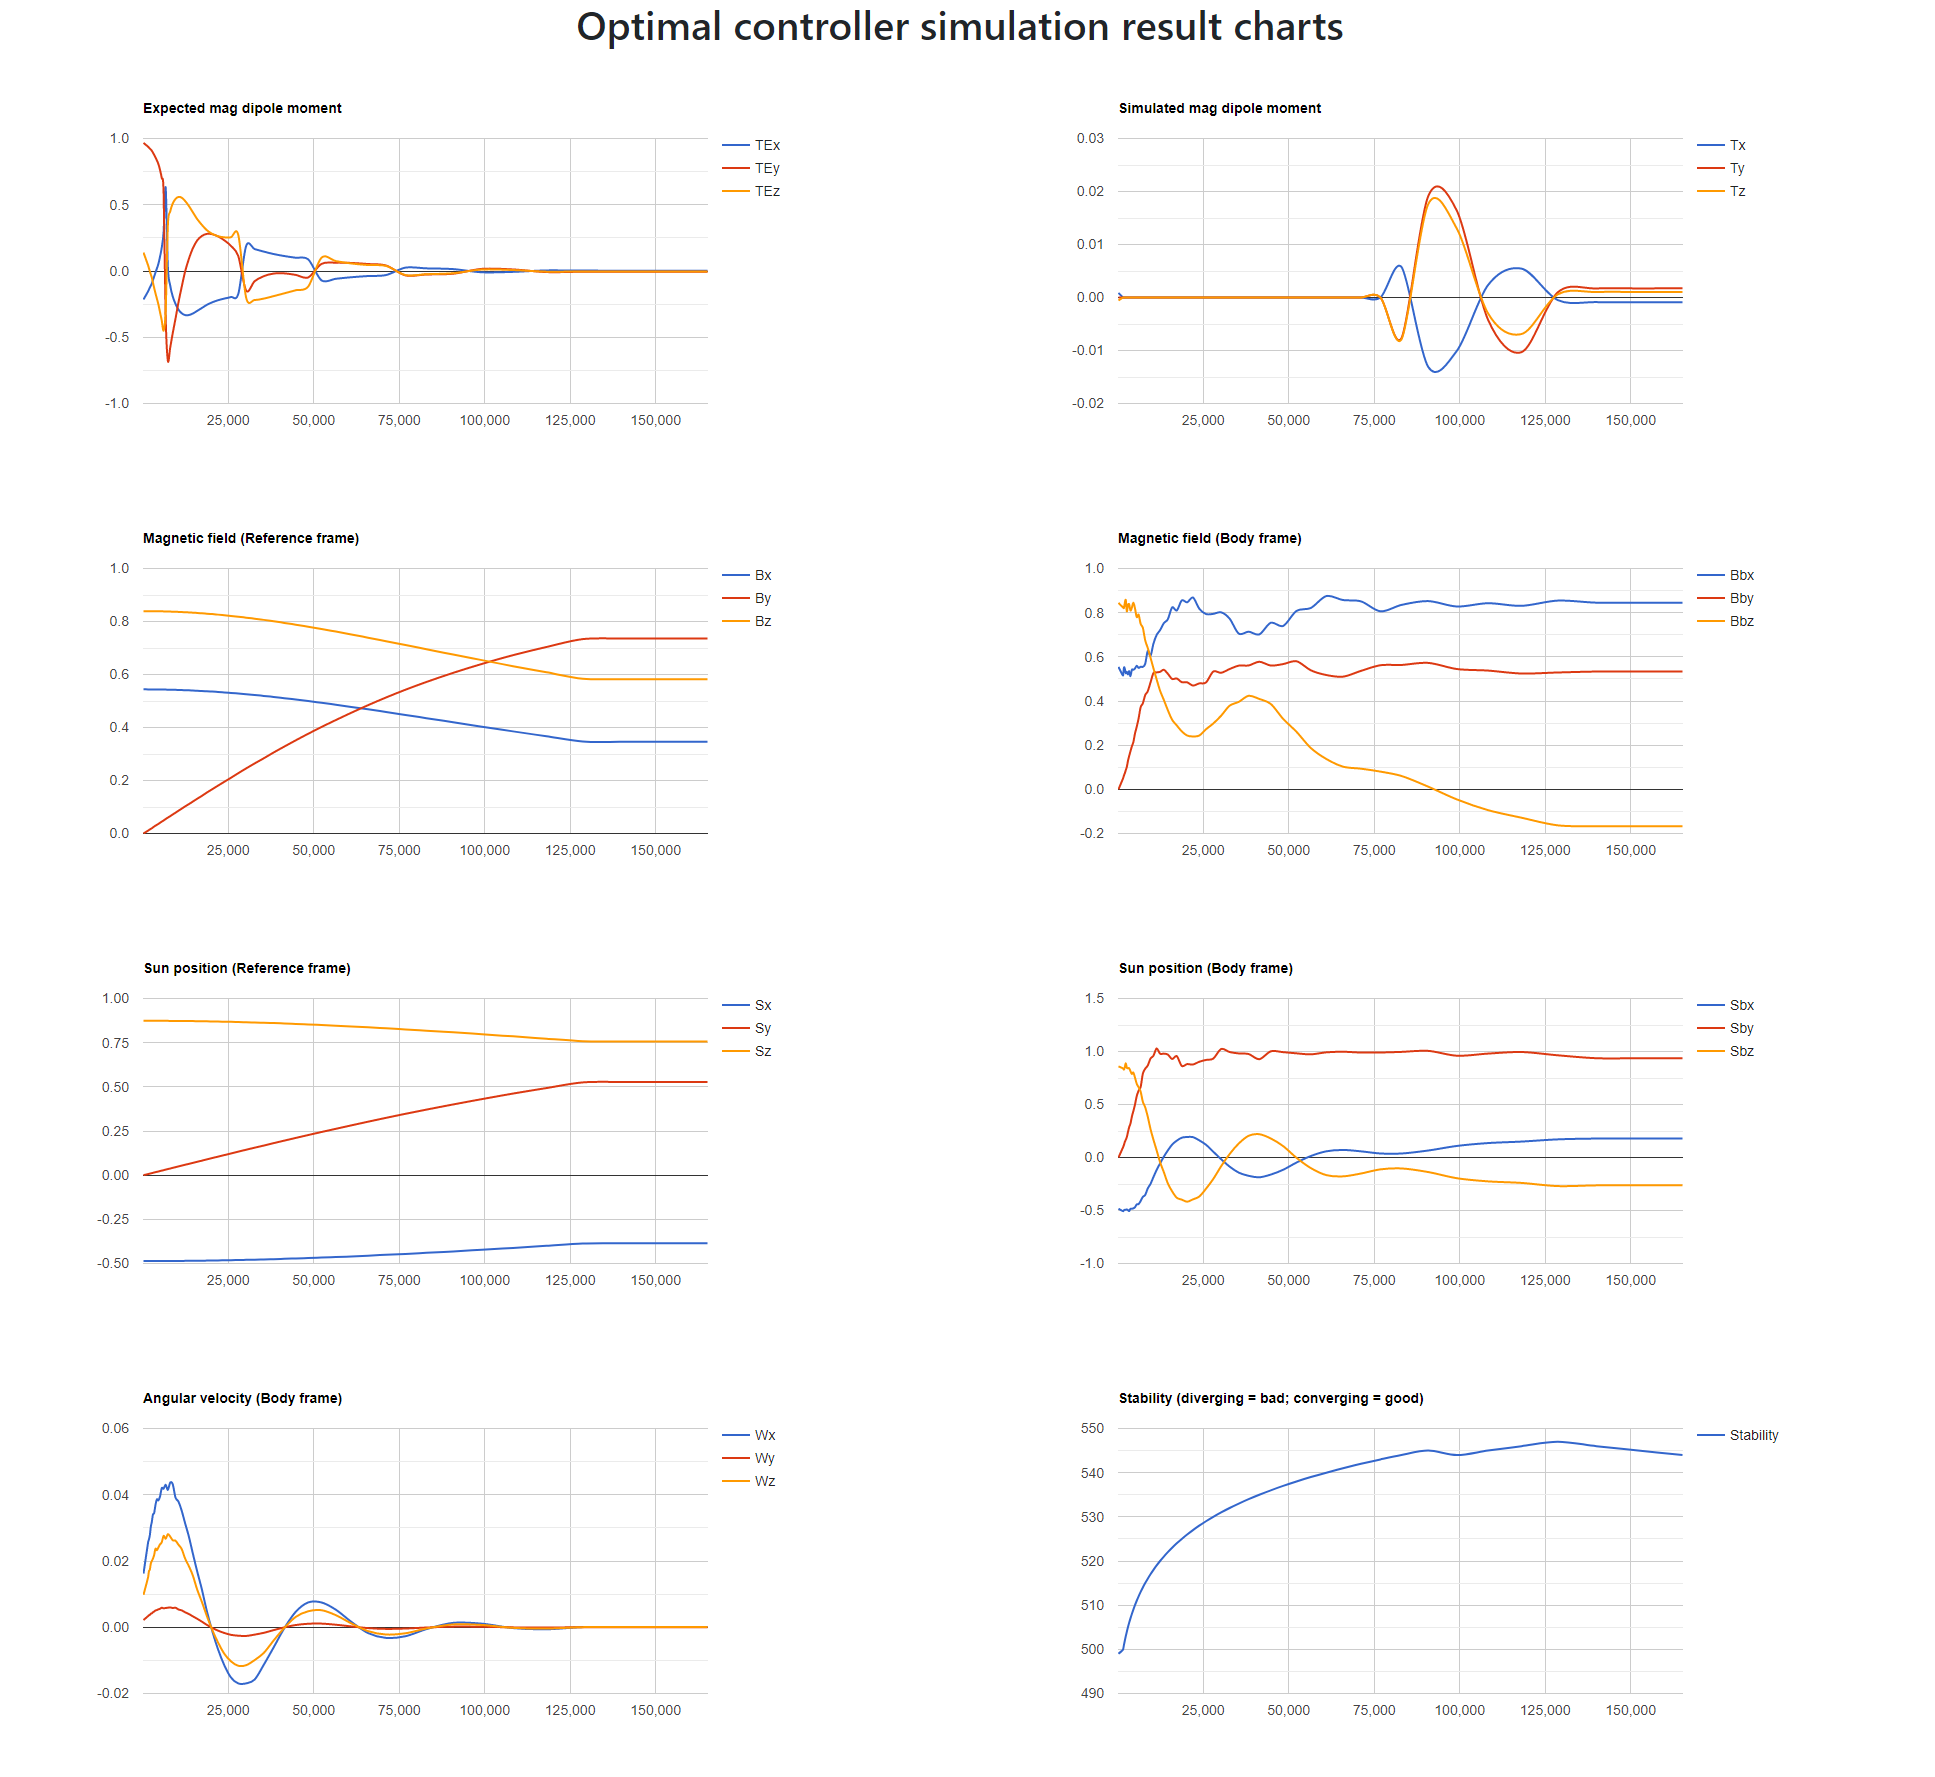 Optimal controller simulation result charts
Expected mag dipole moment
1.0
0.5
0.0
-0.5
-1.0
25,000 50,000 75,000 100,000 125,000 150,000
TEx
TEy
TEz
Simulated mag dipole moment
0.03
0.02
0.01
0.00
-0.01
-0.02
25,000 50,000 75,000 100,000 125,000 150,000
Tx
Ty
Tz
Magnetic field (Reference frame)
1.0
0.8
0.6
0.4
0.2
0.0
25,000 50,000 75,000 100,000 125,000 150,000
Bx
By
Bz
Magnetic field (Body frame)
1.0
0.8
0.6
0.4
0.2
0.0
-0.2
25,000 50,000 75,000 100,000 125,000 150,000
Bbx
Bby
Bbz
Sun position (Reference frame)
1.00
0.75
0.50
0.25
0.00
-0.25
-0.50
25,000 50,000 75,000 100,000 125,000 150,000
Sx
Sy
Sz
Sun position (Body frame)
1.5
1.0
0.5
0.0
-0.5
-1.0
25,000 50,000 75,000 100,000 125,000 150,000
Sbx
Sby
Sbz
Angular velocity (Body frame)
0.06
0.04
0.02
0.00
-0.02
25,000 50,000 75,000 100,000 125,000 150,000
Wx
Wy
Wz
Stability (diverging = bad; converging = good)
550
540
530
520
510
500
490
25,000 50,000 75,000 100,000 125,000 150,000
Stability